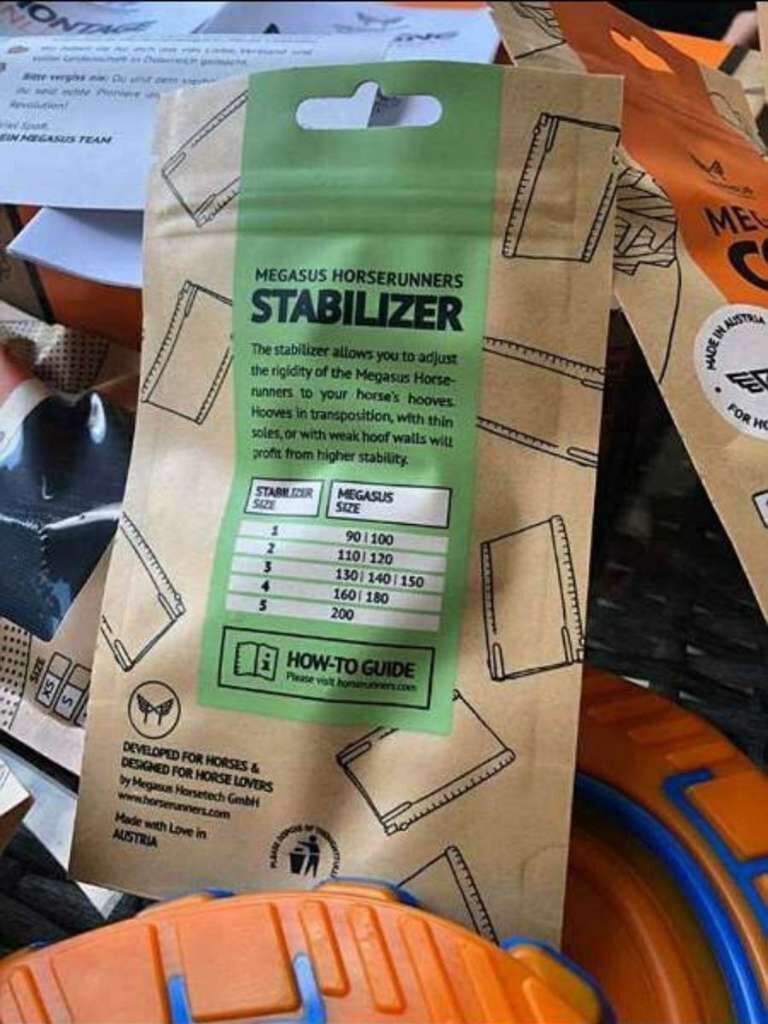 MONTAGE
Bitte vergiss nie: Du und dein
Revolution!
DEIN MEGASUS TEAM
MEGASUS HORSERUNNERS
STABILIZER
The stabilizer allows you to adjust
the rigidity of the Megasus Horse-
runners to your horse's hooves.
Hooves in transposition, with thin
soles, or with weak hoof walls will
profit from higher stability.
STABILIZER SIZE MEGASUS SIZE
1 90 | 100
2 110 | 120
3 130 | 140 | 150
4 160 | 180
5 200
HOW-TO GUIDE
Please visit horserunners.com
DEVELOPED FOR HORSES &
DESIGNED FOR HORSE LOVERS
by Megasus Horsetech GmbH
www.horserunners.com
Made with Love in
AUSTRIA
SIZE
XS
S
MADE IN AUSTRIA